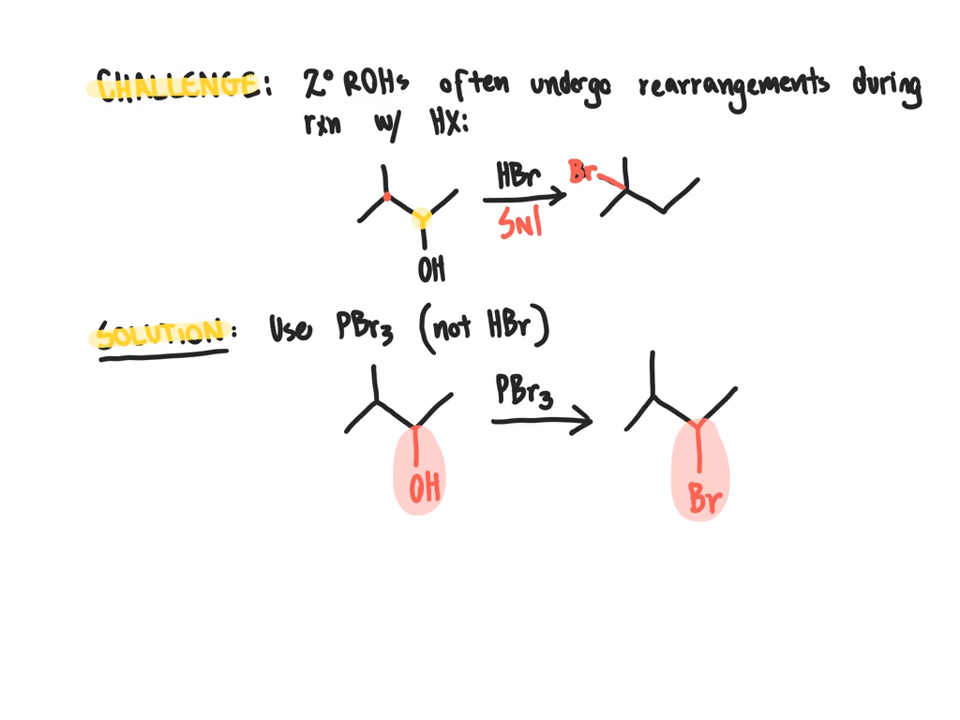 CHALLENGE: 2° ROHs often undergo rearrangements during
rxn w/ HX:
HBr
SN1
Br
OH
SOLUTION: Use PBr3 (not HBr)
PBr3
OH
Br